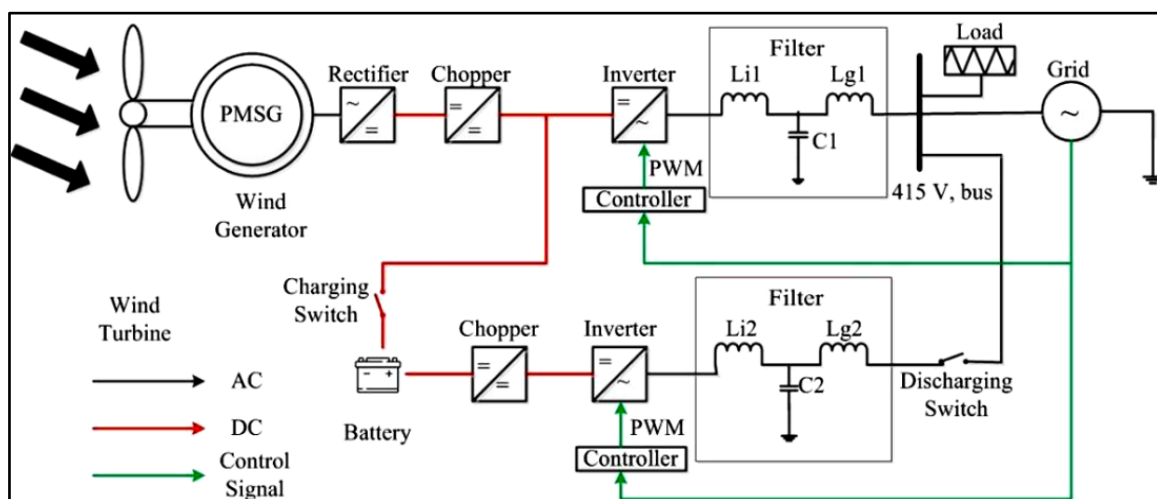 Load
Filter
Grid
Rectifier
Chopper
Inverter
Li1
Lg1
PMSG
~
=
=
=
=
~
~
C1
PWM
Wind
Generator
Controller
415 V, bus
Charging
Switch
Wind
Turbine
Filter
Chopper
Inverter
Li2
Lg2
=
=
=
~
AC
- +
C2
Discharging
Switch
DC
Battery
PWM
Control
Signal
Controller